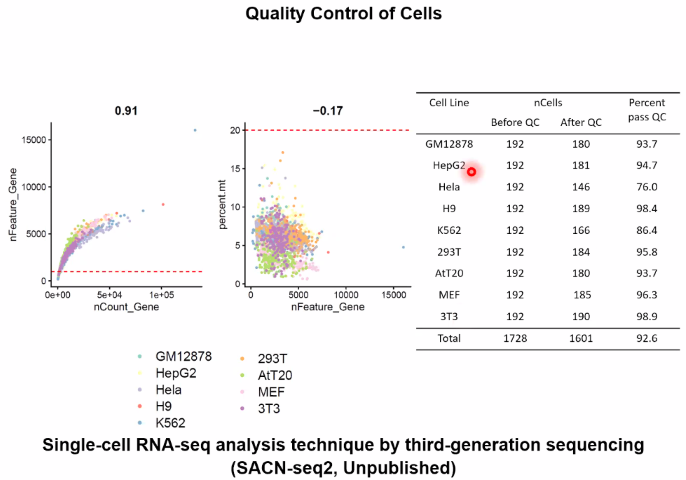 Quality Control of Cells
0.91
nFeature_Gene
15000
10000
5000
0
0e+00 5e+04 1e+05
nCount_Gene
−0.17
percent.mt
20
15
10
5
0
0 5000 10000 15000
nFeature_Gene
Cell Line nCells Percent pass QC
Before QC After QC
GM12878 192 180 93.7
HepG2 192 181 94.7
Hela 192 146 76.0
H9 192 189 98.4
K562 192 166 86.4
293T 192 184 95.8
AtT20 192 180 93.7
MEF 192 185 96.3
3T3 192 190 98.9
Total 1728 1601 92.6
GM12878
HepG2
Hela
H9
K562
293T
AtT20
MEF
3T3
Single-cell RNA-seq analysis technique by third-generation sequencing
(SACN-seq2, Unpublished)